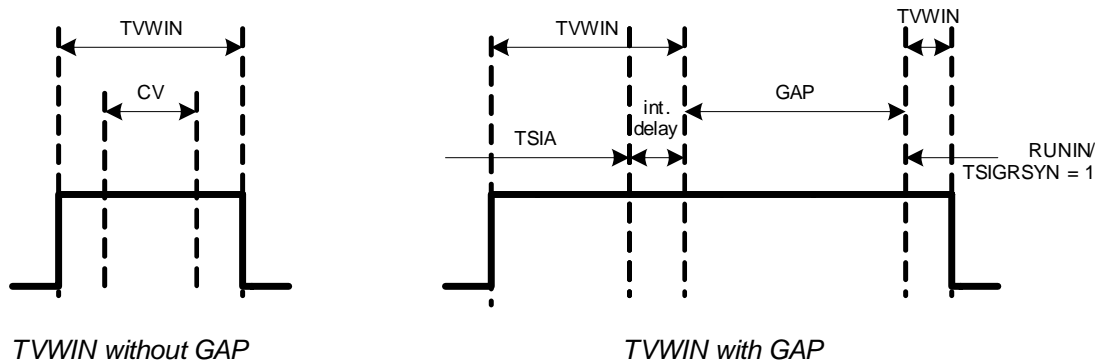 TVWIN
CV
TVWIN without GAP
TVWIN
TVWIN
GAP
int.
delay
TSIA
RUNIN/
TSIGRSYN = 1
TVWIN with GAP